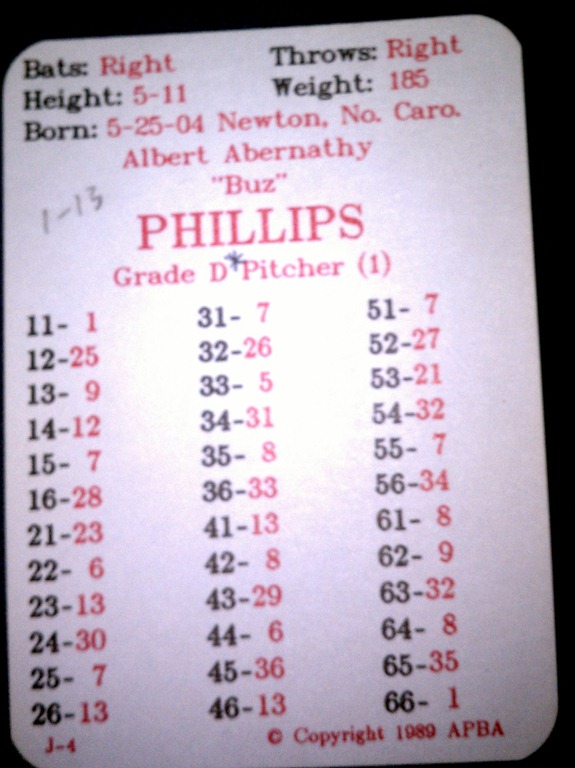 Bats: Right Throws: Right
Height: 5-11 Weight: 185
Born: 5-25-04 Newton, No. Caro.
Albert Abernathy
"Buz"
1-13
PHILLIPS
Grade D*Pitcher (1)
11- 1 31- 7 51- 7
12-25 32-26 52-27
13- 9 33- 5 53-21
14-12 34-31 54-32
15- 7 35- 8 55- 7
16-28 36-33 56-34
21-23 41-13 61- 8
22- 6 42- 8 62- 9
23-13 43-29 63-32
24-30 44- 6 64- 8
25- 7 45-36 65-35
26-13 46-13 66- 1
J-4 © Copyright 1989 APBA